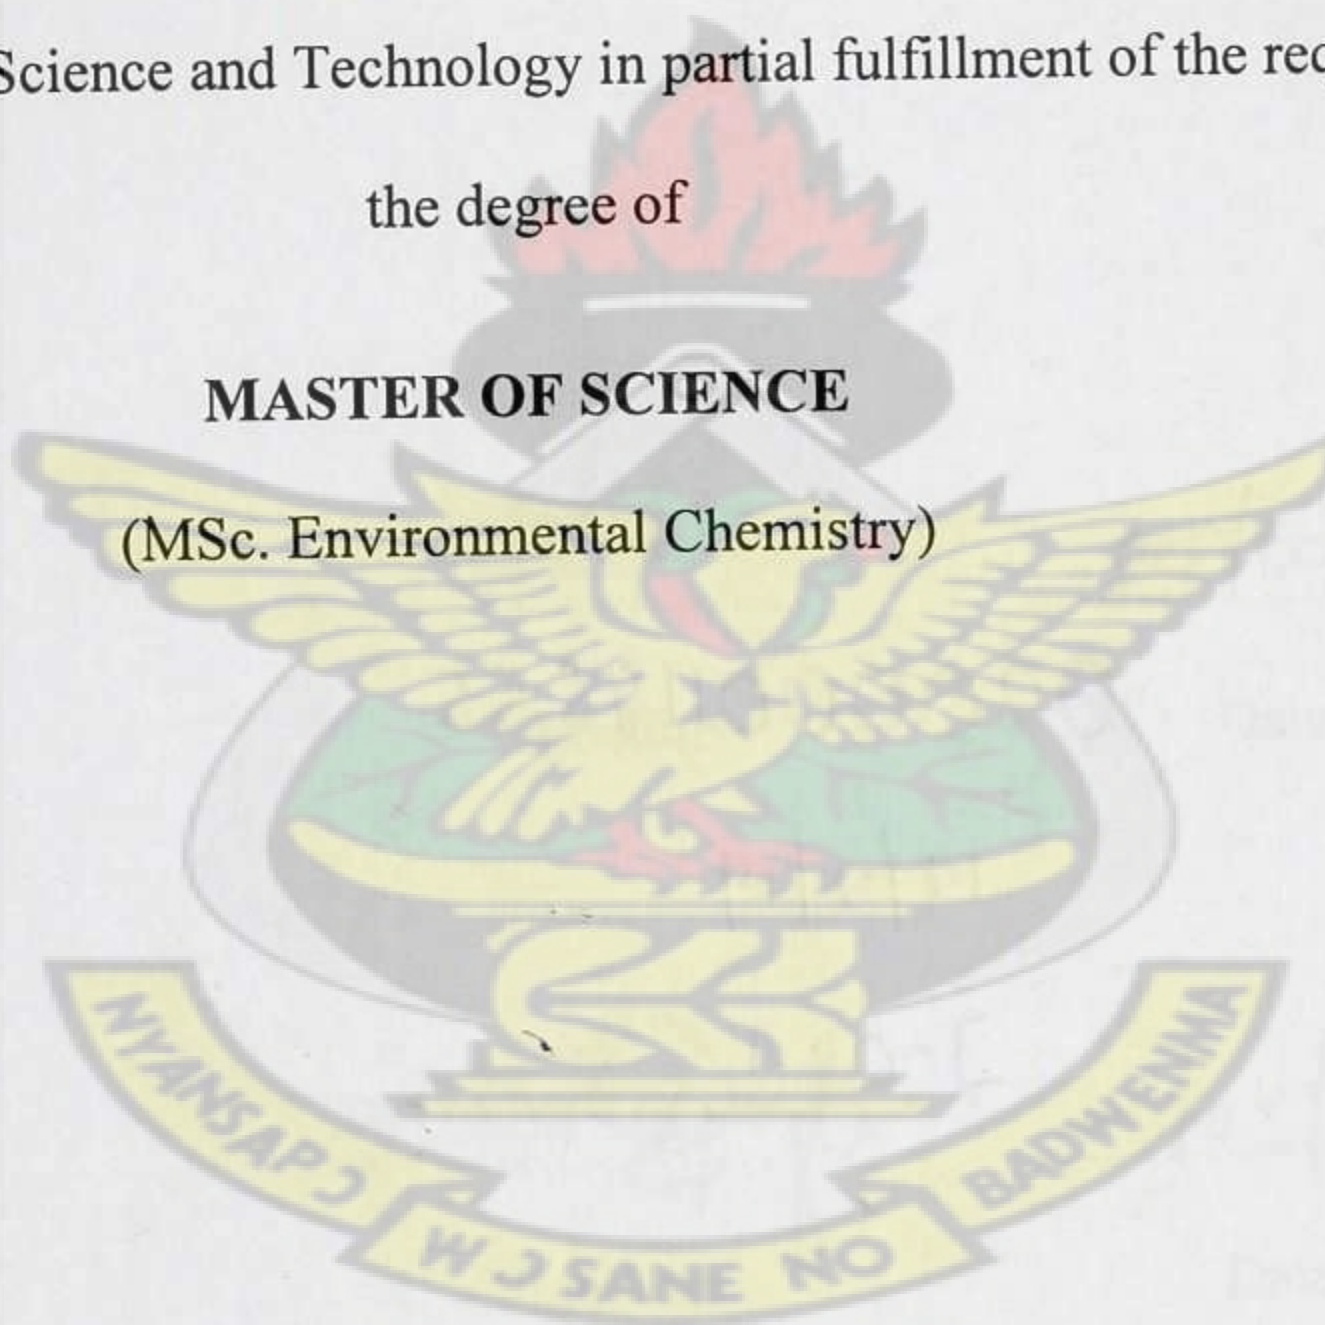 Science and Technology in partial fulfillment of the
the degree of
MASTER OF SCIENCE
(MSc. Environmental Chemistry)
NYANSAPƆ
WƆSANE NO
BADWENMA